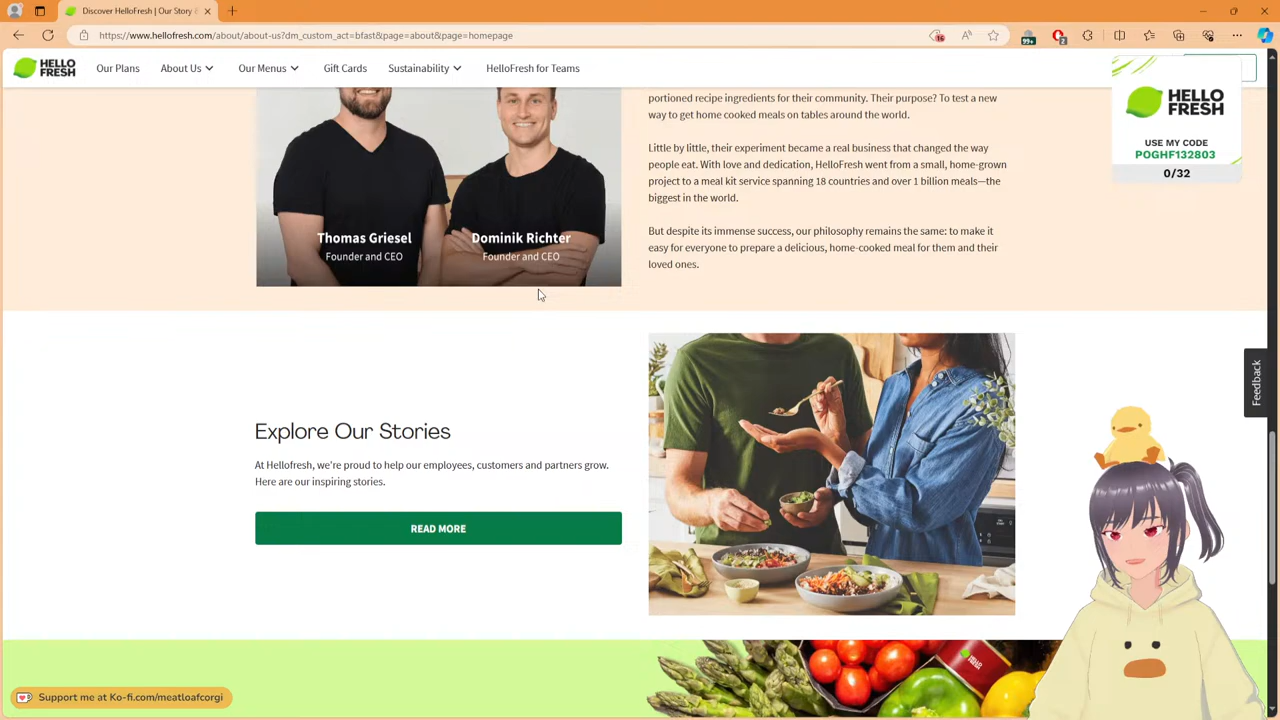 Discover HelloFresh | Our Story
https://www.hellofresh.com/about/about-us?dm_custom_act=bfast&page=about&page=homepage
99+
16
2
HELLO
FRESH
Our Plans
About Us
Our Menus
Gift Cards
Sustainability
HelloFresh for Teams
HELLO
FRESH
USE MY CODE
POGHF132803
0/32
portioned recipe ingredients for their community. Their purpose? To test a new
way to get home cooked meals on tables around the world.
Little by little, their experiment became a real business that changed the way
people eat. With love and dedication, HelloFresh went from a small, home-grown
project to a meal kit service spanning 18 countries and over 1 billion meals—the
biggest in the world.
But despite its immense success, our philosophy remains the same: to make it
easy for everyone to prepare a delicious, home-cooked meal for them and their
loved ones.
Thomas Griesel
Founder and CEO
Dominik Richter
Founder and CEO
Feedback
Explore Our Stories
At Hellofresh, we're proud to help our employees, customers and partners grow.
Here are our inspiring stories.
READ MORE
Support me at Ko-fi.com/meatloafcorgi